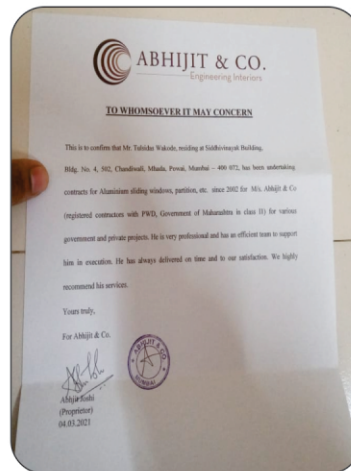 ABHIJIT & CO.
Engineering Interiors
TO WHOMSOEVER IT MAY CONCERN
This is to confirm that Mr. Tulsidas Wakode, residing at Siddhivinayak Building,
Bldg. No. 4, 502, Chandiwali, Mhada, Powai, Mumbai – 400 072, has been undertaking
contracts for Aluminium sliding windows, partition, etc. since 2002 for M/s. Abhijit & Co
(registered contractors with PWD, Government of Maharashtra in class II) for various
government and private projects. He is very professional and has an efficient team to support
him in execution. He has always delivered on time and to our satisfaction. We highly
recommend his services.
Yours truly,
For Abhijit & Co.
ABHIJIT & CO.
MUMBAI
Abhijit Joshi
(Proprietor)
04.03.2021